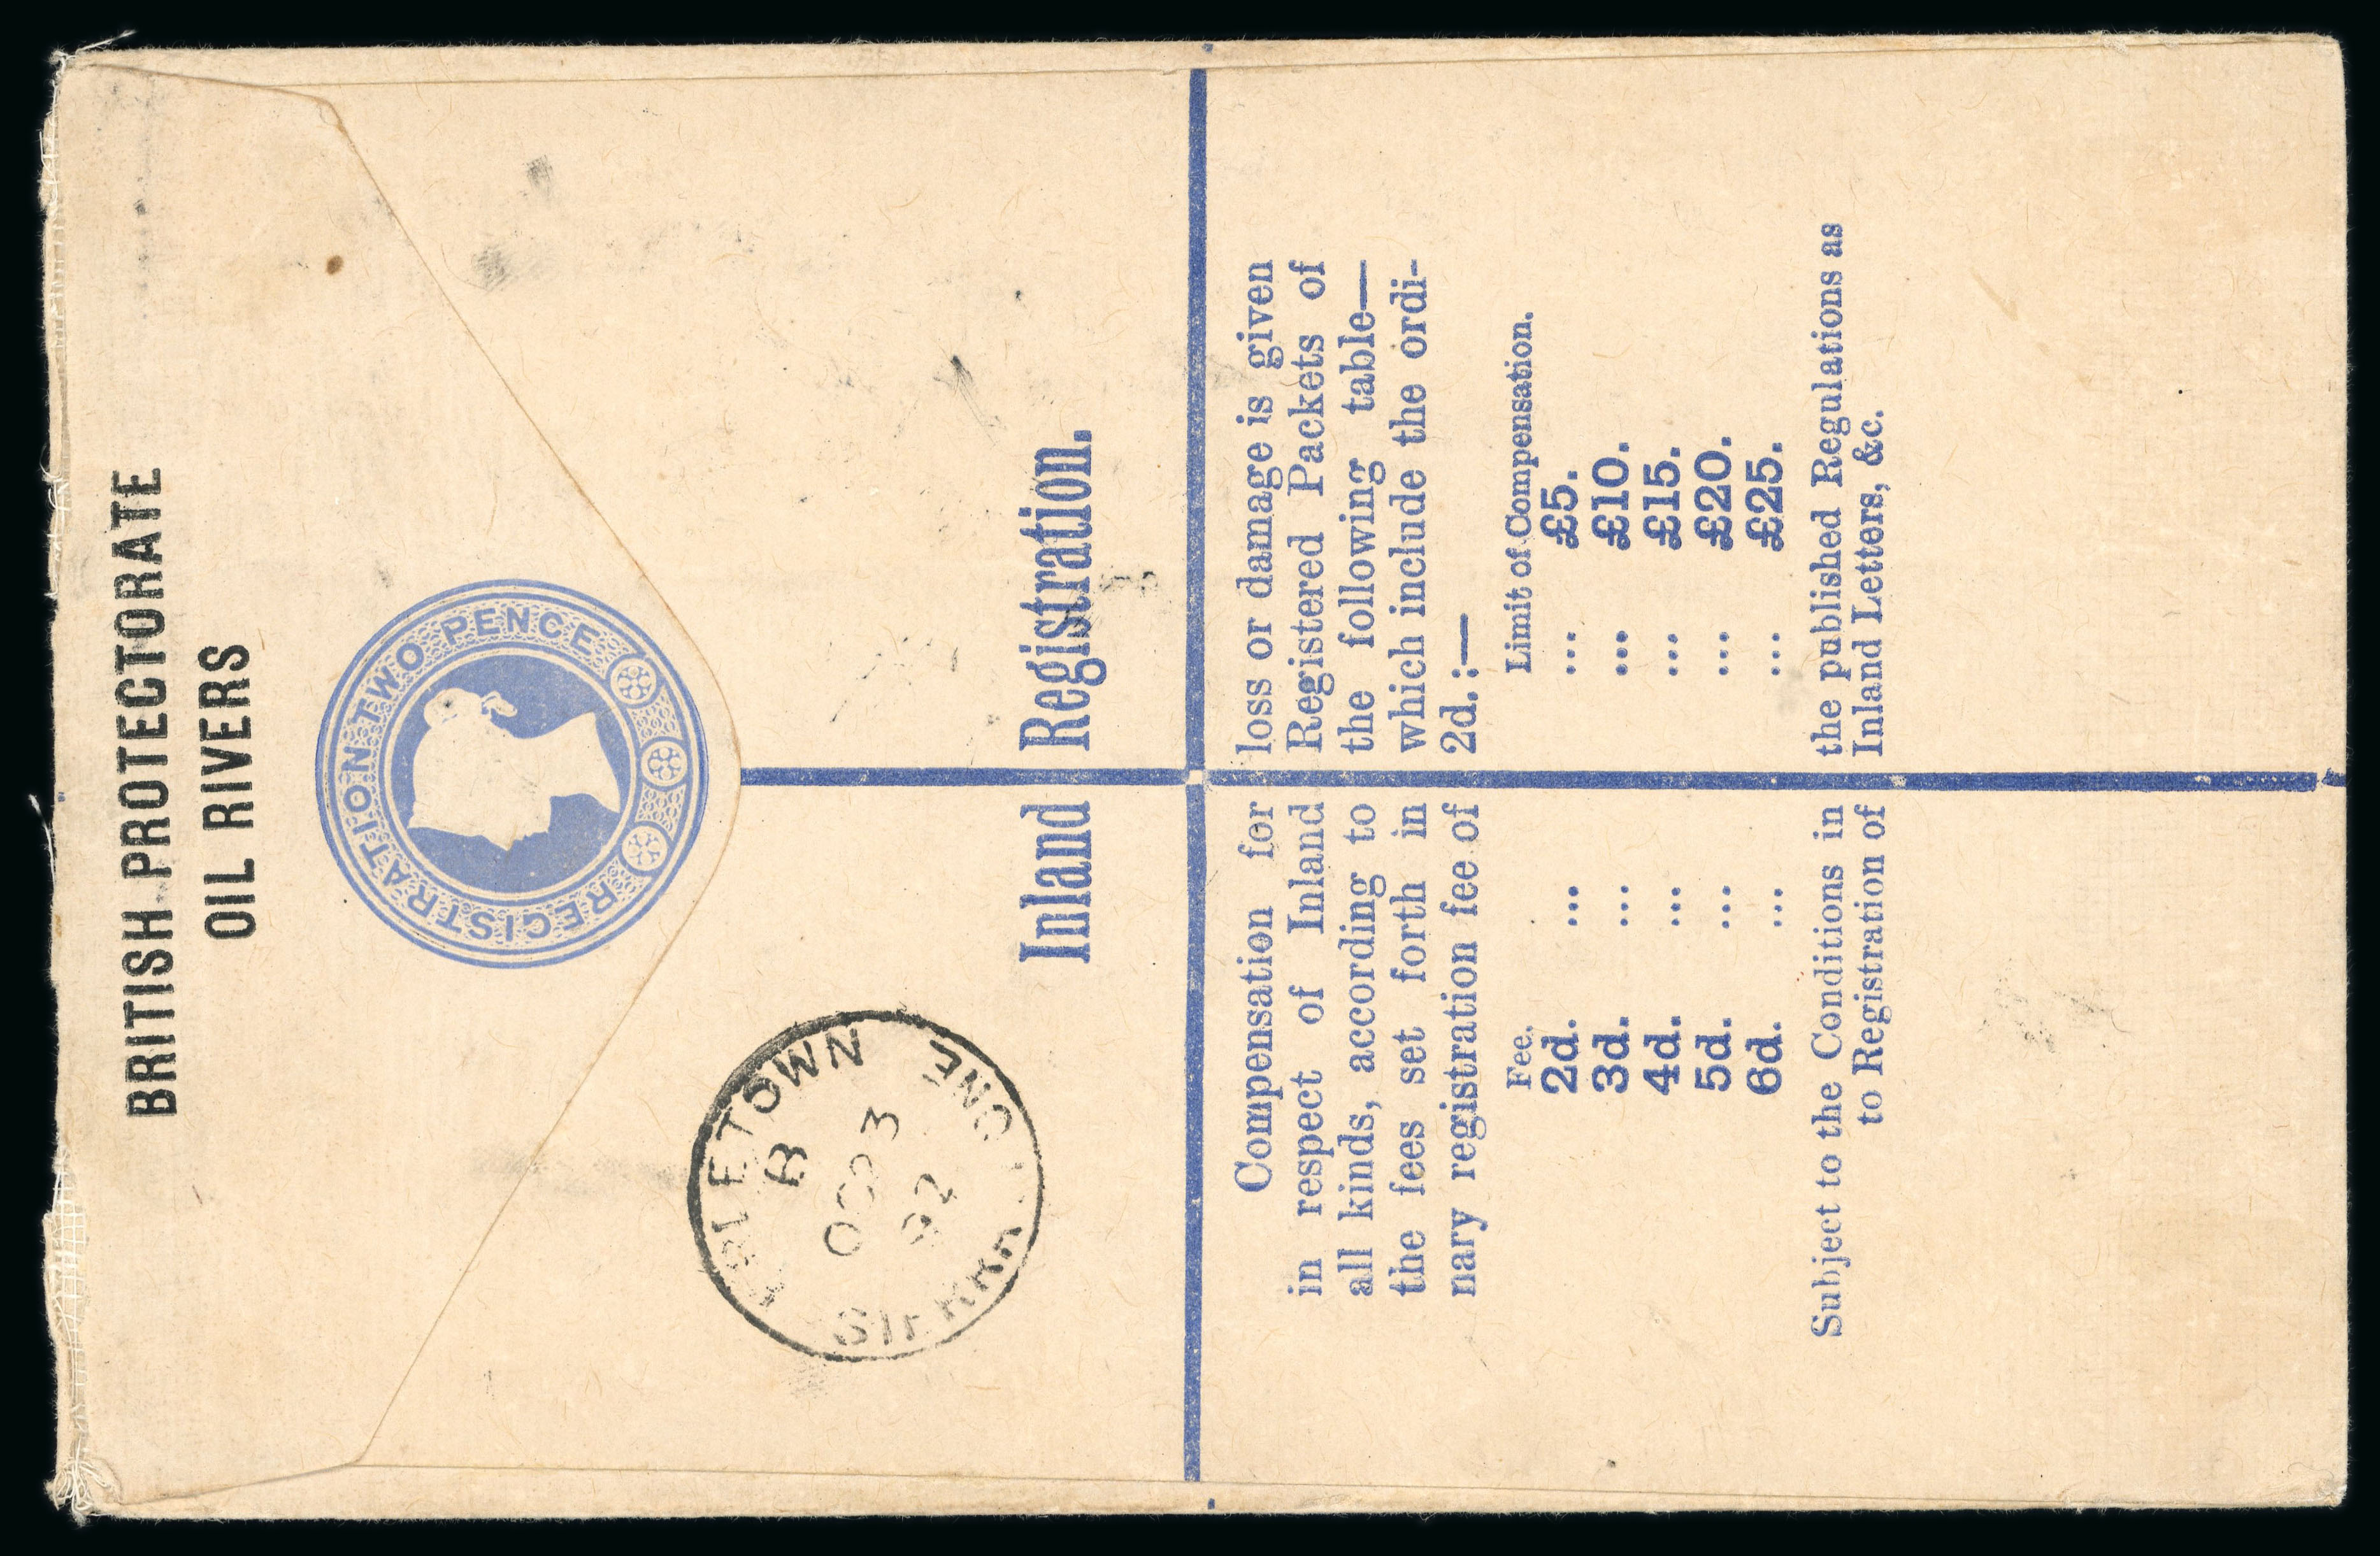 BRITISH PROTECTORATE
OIL RIVERS
REGISTRATION TWO PENCE
B
3
92
Inland Registration.
Compensation for loss or damage is given
in respect of Inland Registered Packets of
all kinds, according to the following table—
the fees set forth in which include the ordi-
nary registration fee of 2d.:—
Fee. Limit of Compensation.
2d. ... ... £5.
3d. ... ... £10.
4d. ... ... £15.
5d. ... ... £20.
6d. ... ... £25.
Subject to the Conditions in the published Regulations as
to Registration of Inland Letters, &c.